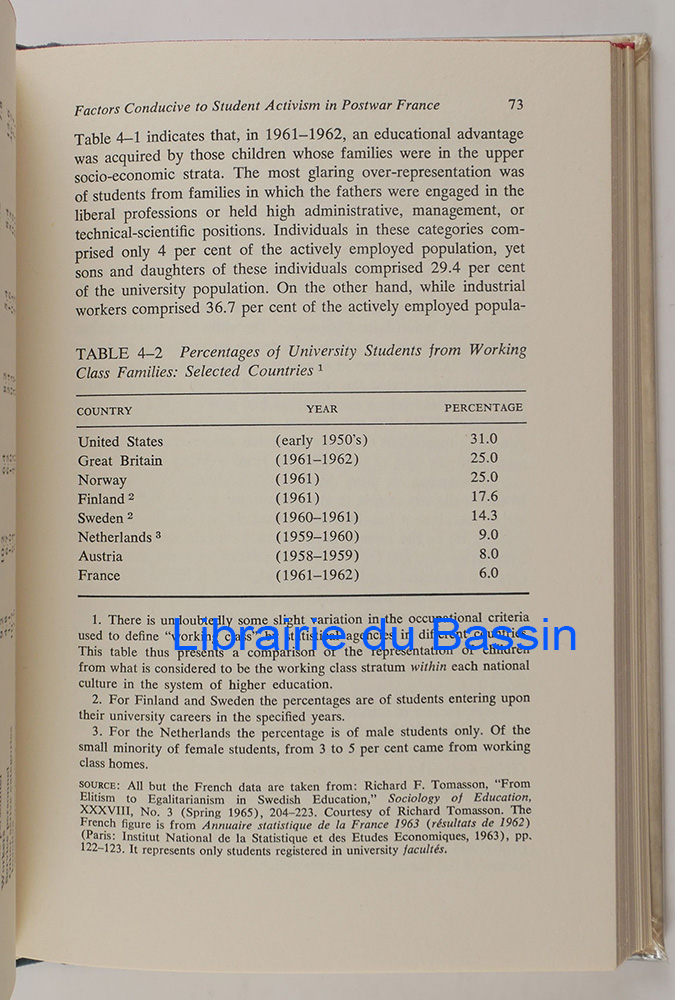 Factors Conducive to Student Activism in Postwar France 73
Table 4–1 indicates that, in 1961–1962, an educational advantage
was acquired by those children whose families were in the upper
socio-economic strata. The most glaring over-representation was
of students from families in which the fathers were engaged in the
liberal professions or held high administrative, management, or
technical-scientific positions. Individuals in these categories com-
prised only 4 per cent of the actively employed population, yet
sons and daughters of these individuals comprised 29.4 per cent
of the university population. On the other hand, while industrial
workers comprised 36.7 per cent of the actively employed popula-
TABLE 4–2 Percentages of University Students from Working
Class Families: Selected Countries 1
COUNTRY YEAR PERCENTAGE
United States (early 1950's) 31.0
Great Britain (1961–1962) 25.0
Norway (1961) 25.0
Finland 2 (1961) 17.6
Sweden 2 (1960–1961) 14.3
Netherlands 3 (1959–1960) 9.0
Austria (1958–1959) 8.0
France (1961–1962) 6.0
1. There is undoubtedly some slight variation in the occupational criteria
used to define "working class" by statistical agencies in different countries.
This table thus presents a comparison of the representation of children
from what is considered to be the working class stratum within each national
culture in the system of higher education.
2. For Finland and Sweden the percentages are of students entering upon
their university careers in the specified years.
3. For the Netherlands the percentage is of male students only. Of the
small minority of female students, from 3 to 5 per cent came from working
class homes.
SOURCE: All but the French data are taken from: Richard F. Tomasson, "From
Elitism to Egalitarianism in Swedish Education," Sociology of Education,
XXXVIII, No. 3 (Spring 1965), 204–223. Courtesy of Richard Tomasson. The
French figure is from Annuaire statistique de la France 1963 (résultats de 1962)
(Paris: Institut National de la Statistique et des Etudes Economiques, 1963), pp.
122–123. It represents only students registered in university facultés.
Librairie du Bassin